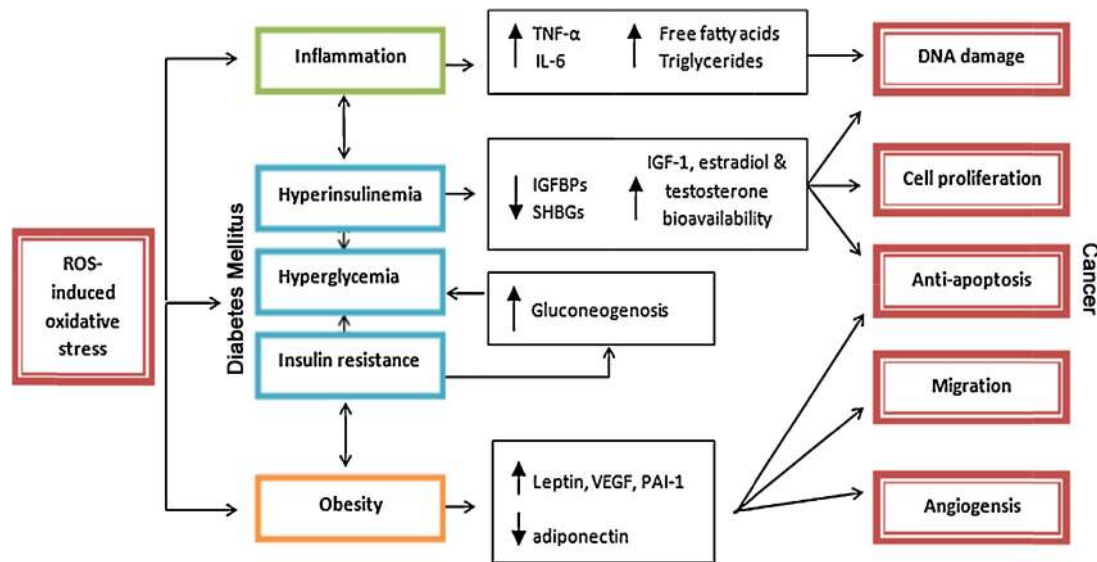 Inflammation
TNF-α
IL-6
Free fatty acids
Triglycerides
DNA damage
Hyperinsulinemia
IGFBPs
SHBGs
IGF-1, estradiol &
testosterone
bioavailability
Cell proliferation
ROS-
induced
oxidative
stress
Diabetes Mellitus
Hyperglycemia
Gluconeogenosis
Anti-apoptosis
Cancer
Insulin resistance
Migration
Obesity
Leptin, VEGF, PAI-1
adiponectin
Angiogensis